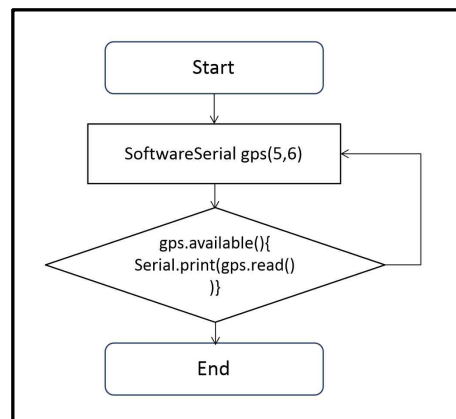 Start
SoftwareSerial gps(5,6)
gps.available(){
Serial.print(gps.read()
)}
End